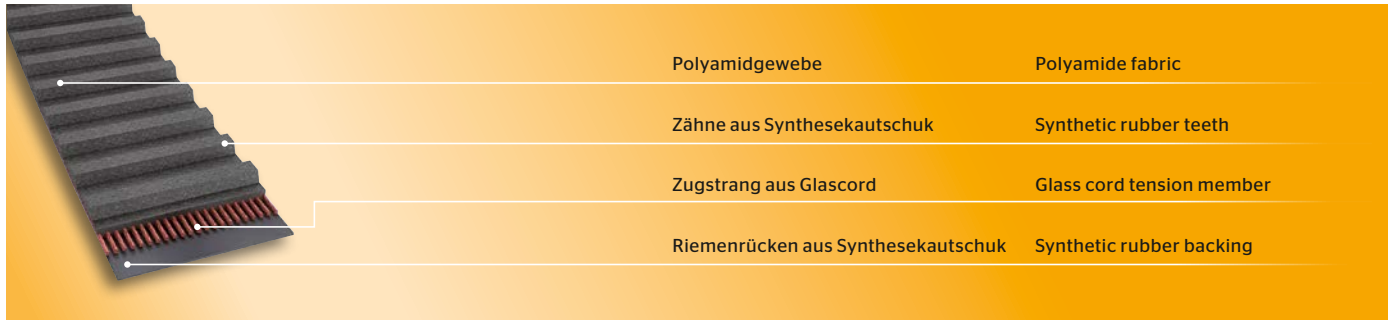 Polyamidgewebe Polyamide fabric
Zähne aus Synthesekautschuk Synthetic rubber teeth
Zugstrang aus Glascord Glass cord tension member
Riemenrücken aus Synthesekautschuk Synthetic rubber backing